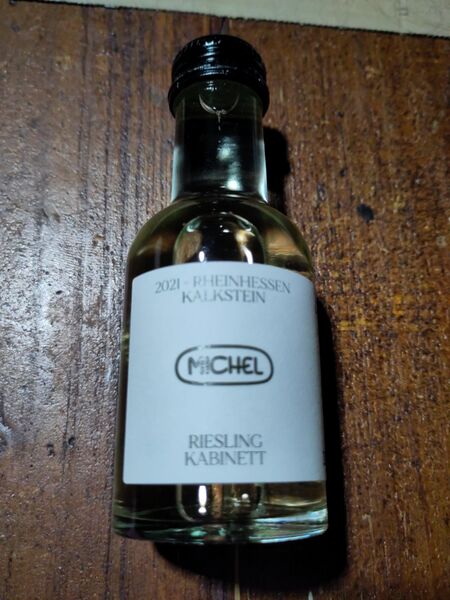 2021 - RHEINHESSEN
KALKSTEIN
MICHEL
RIESLING
KABINETT